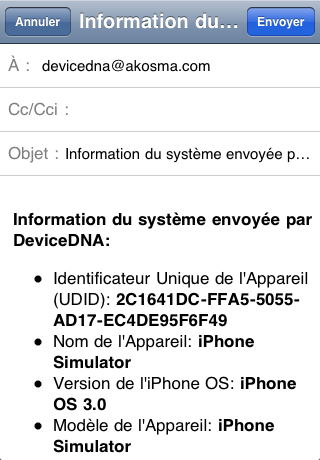 Annuler Information du... Envoyer
À : devicedna@akosma.com
Cc/Cci :
Objet : Information du système envoyée p...
Information du système envoyée par
DeviceDNA:
• Identificateur Unique de l'Appareil
(UDID): 2C1641DC-FFA5-5055-
AD17-EC4DE95F6F49
• Nom de l'Appareil: iPhone
Simulator
• Version de l'iPhone OS: iPhone
OS 3.0
• Modèle de l'Appareil: iPhone
Simulator